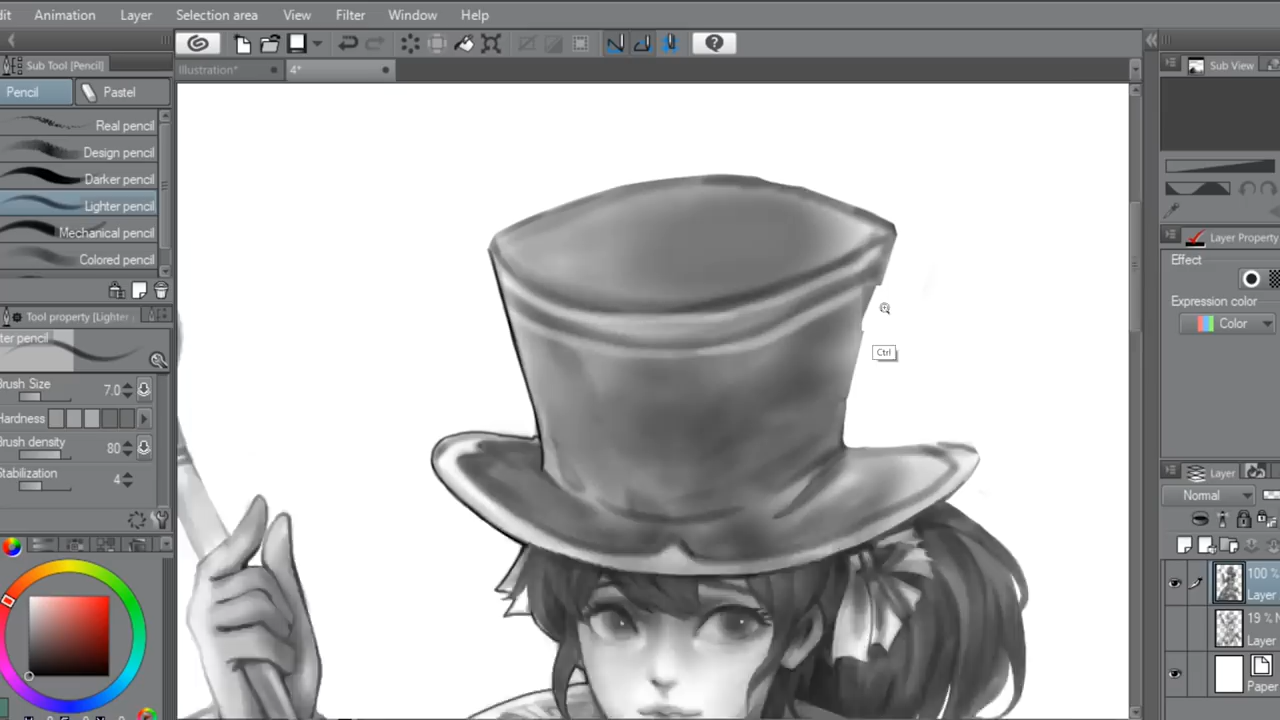 dit Animation Layer Selection area View Filter Window Help
Sub Tool [Pencil]
Illustration*
4*
Sub View
Pencil
Pastel
Real pencil
Design pencil
Darker pencil
Lighter pencil
Mechanical pencil
Colored pencil
Layer Property
Effect
Expression color
Color
Tool property [Lighter
ter pencil
Ctrl
Brush Size 7.0
Hardness
Brush density 80
Stabilization 4
Layer
Normal
100 %
Layer
19 %
Layer
Paper